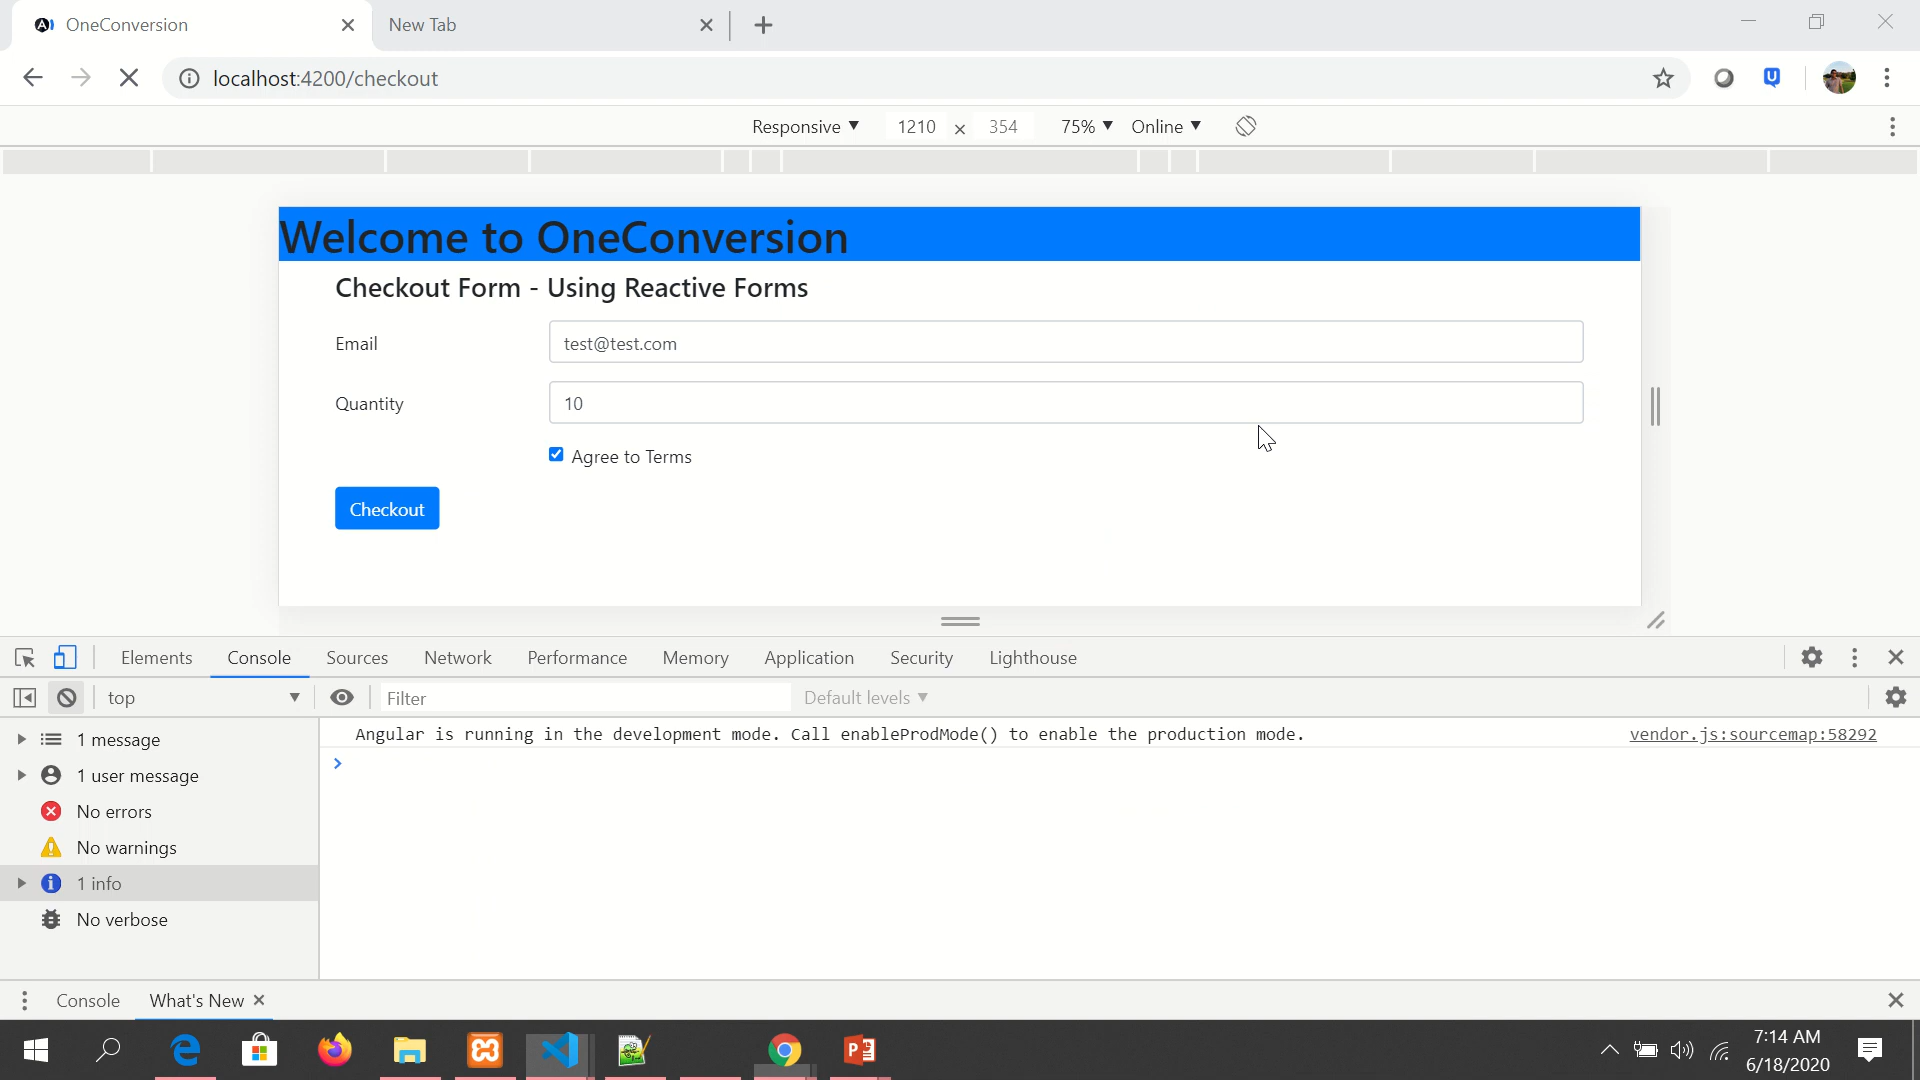 OneConversion
New Tab
localhost:4200/checkout
Responsive ▼ 1210 × 354 75% ▼ Online ▼
Welcome to OneConversion
Checkout Form - Using Reactive Forms
Email test@test.com
Quantity 10
Agree to Terms
Checkout
Elements Console Sources Network Performance Memory Application Security Lighthouse
top ▼ Filter Default levels ▼
1 message
Angular is running in the development mode. Call enableProdMode() to enable the production mode. vendor.js:sourcemap:58292
>
1 user message
No errors
No warnings
1 info
No verbose
Console What's New
7:14 AM
6/18/2020